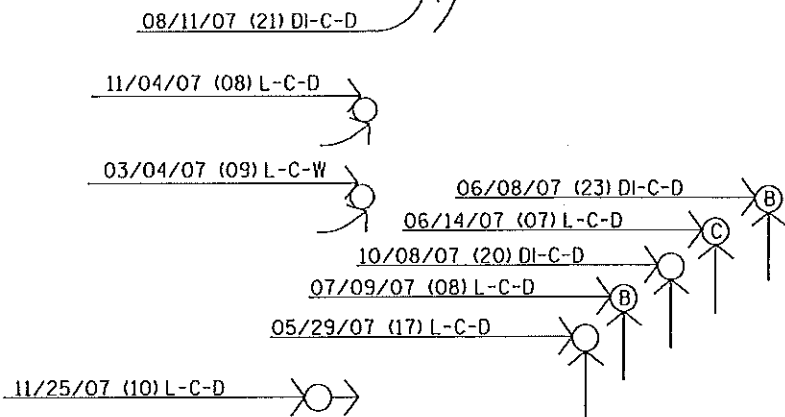 08/11/07 (21) DI-C-D
11/04/07 (08) L-C-D
03/04/07 (09) L-C-W
06/08/07 (23) DI-C-D
B
06/14/07 (07) L-C-D
C
10/08/07 (20) DI-C-D
07/09/07 (08) L-C-D
B
05/29/07 (17) L-C-D
11/25/07 (10) L-C-D